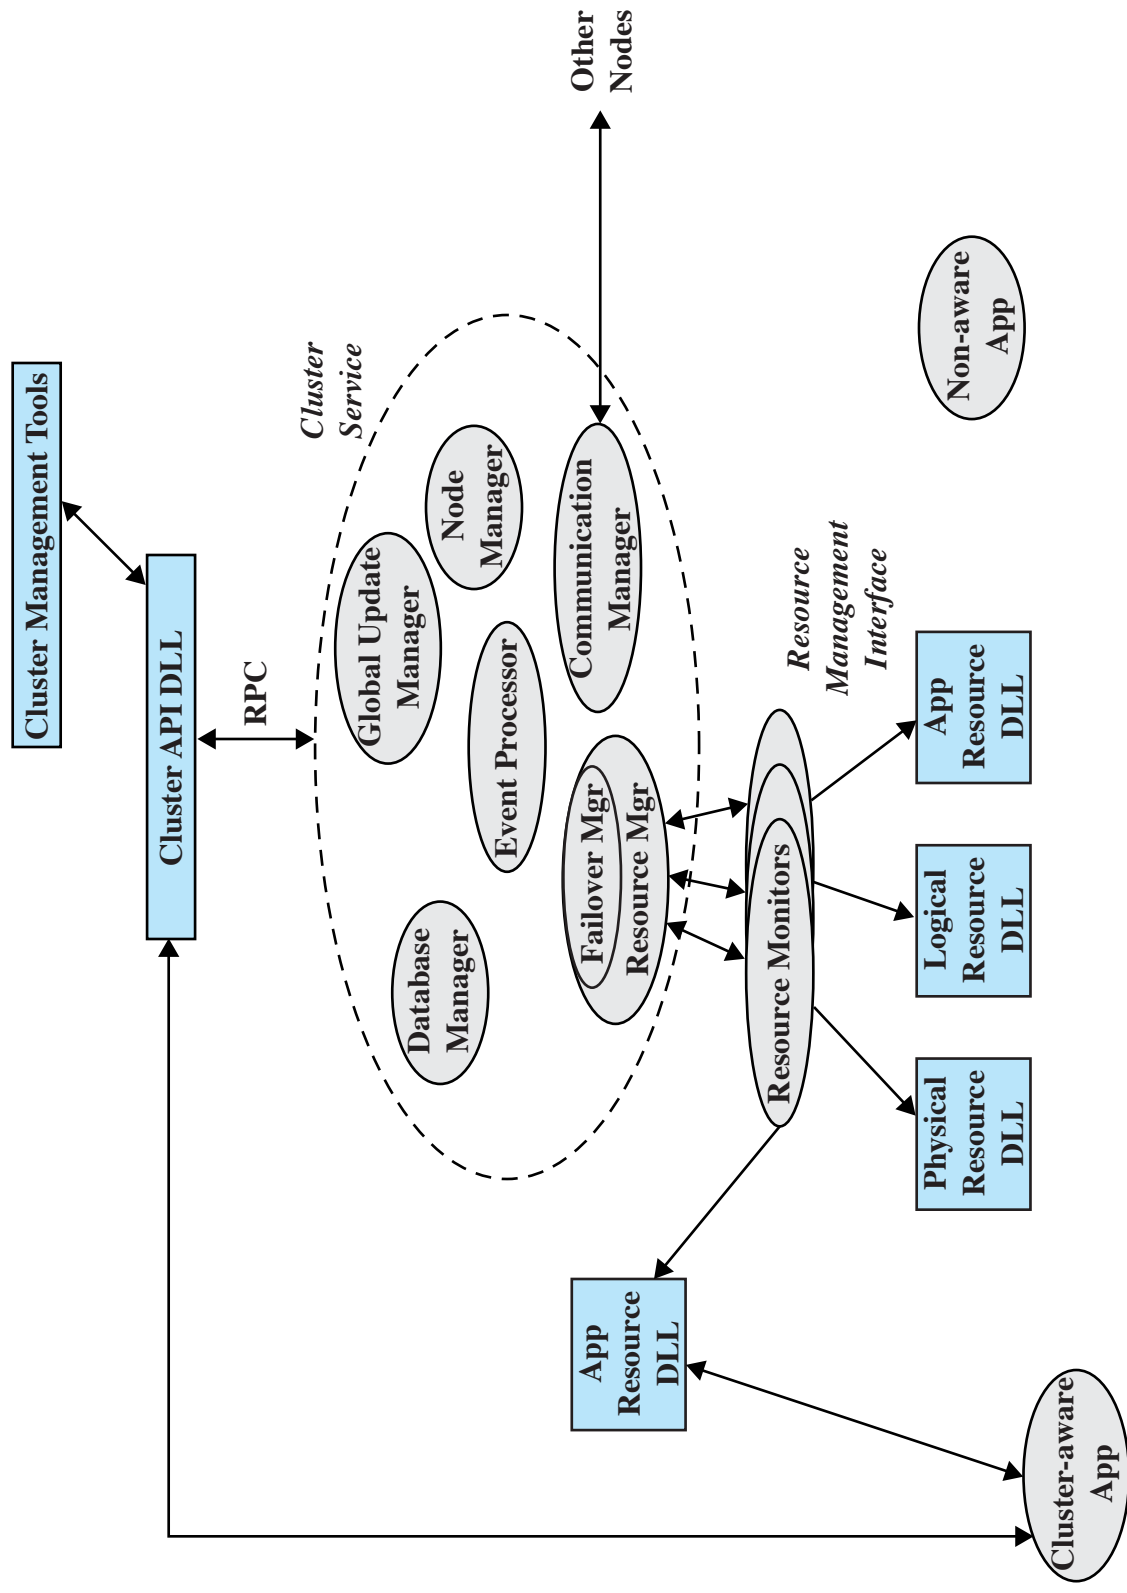 Cluster Management Tools
Cluster API DLL
RPC
Cluster
Service
Global Update
Manager
Node
Manager
Database
Manager
Event Processor
Failover Mgr
Resource Mgr
Communication
Manager
Other
Nodes
App
Resource
DLL
Resource Monitors
Resource
Management
Interface
Physical
Resource
DLL
Logical
Resource
DLL
App
Resource
DLL
Non-aware
App
Cluster-aware
App